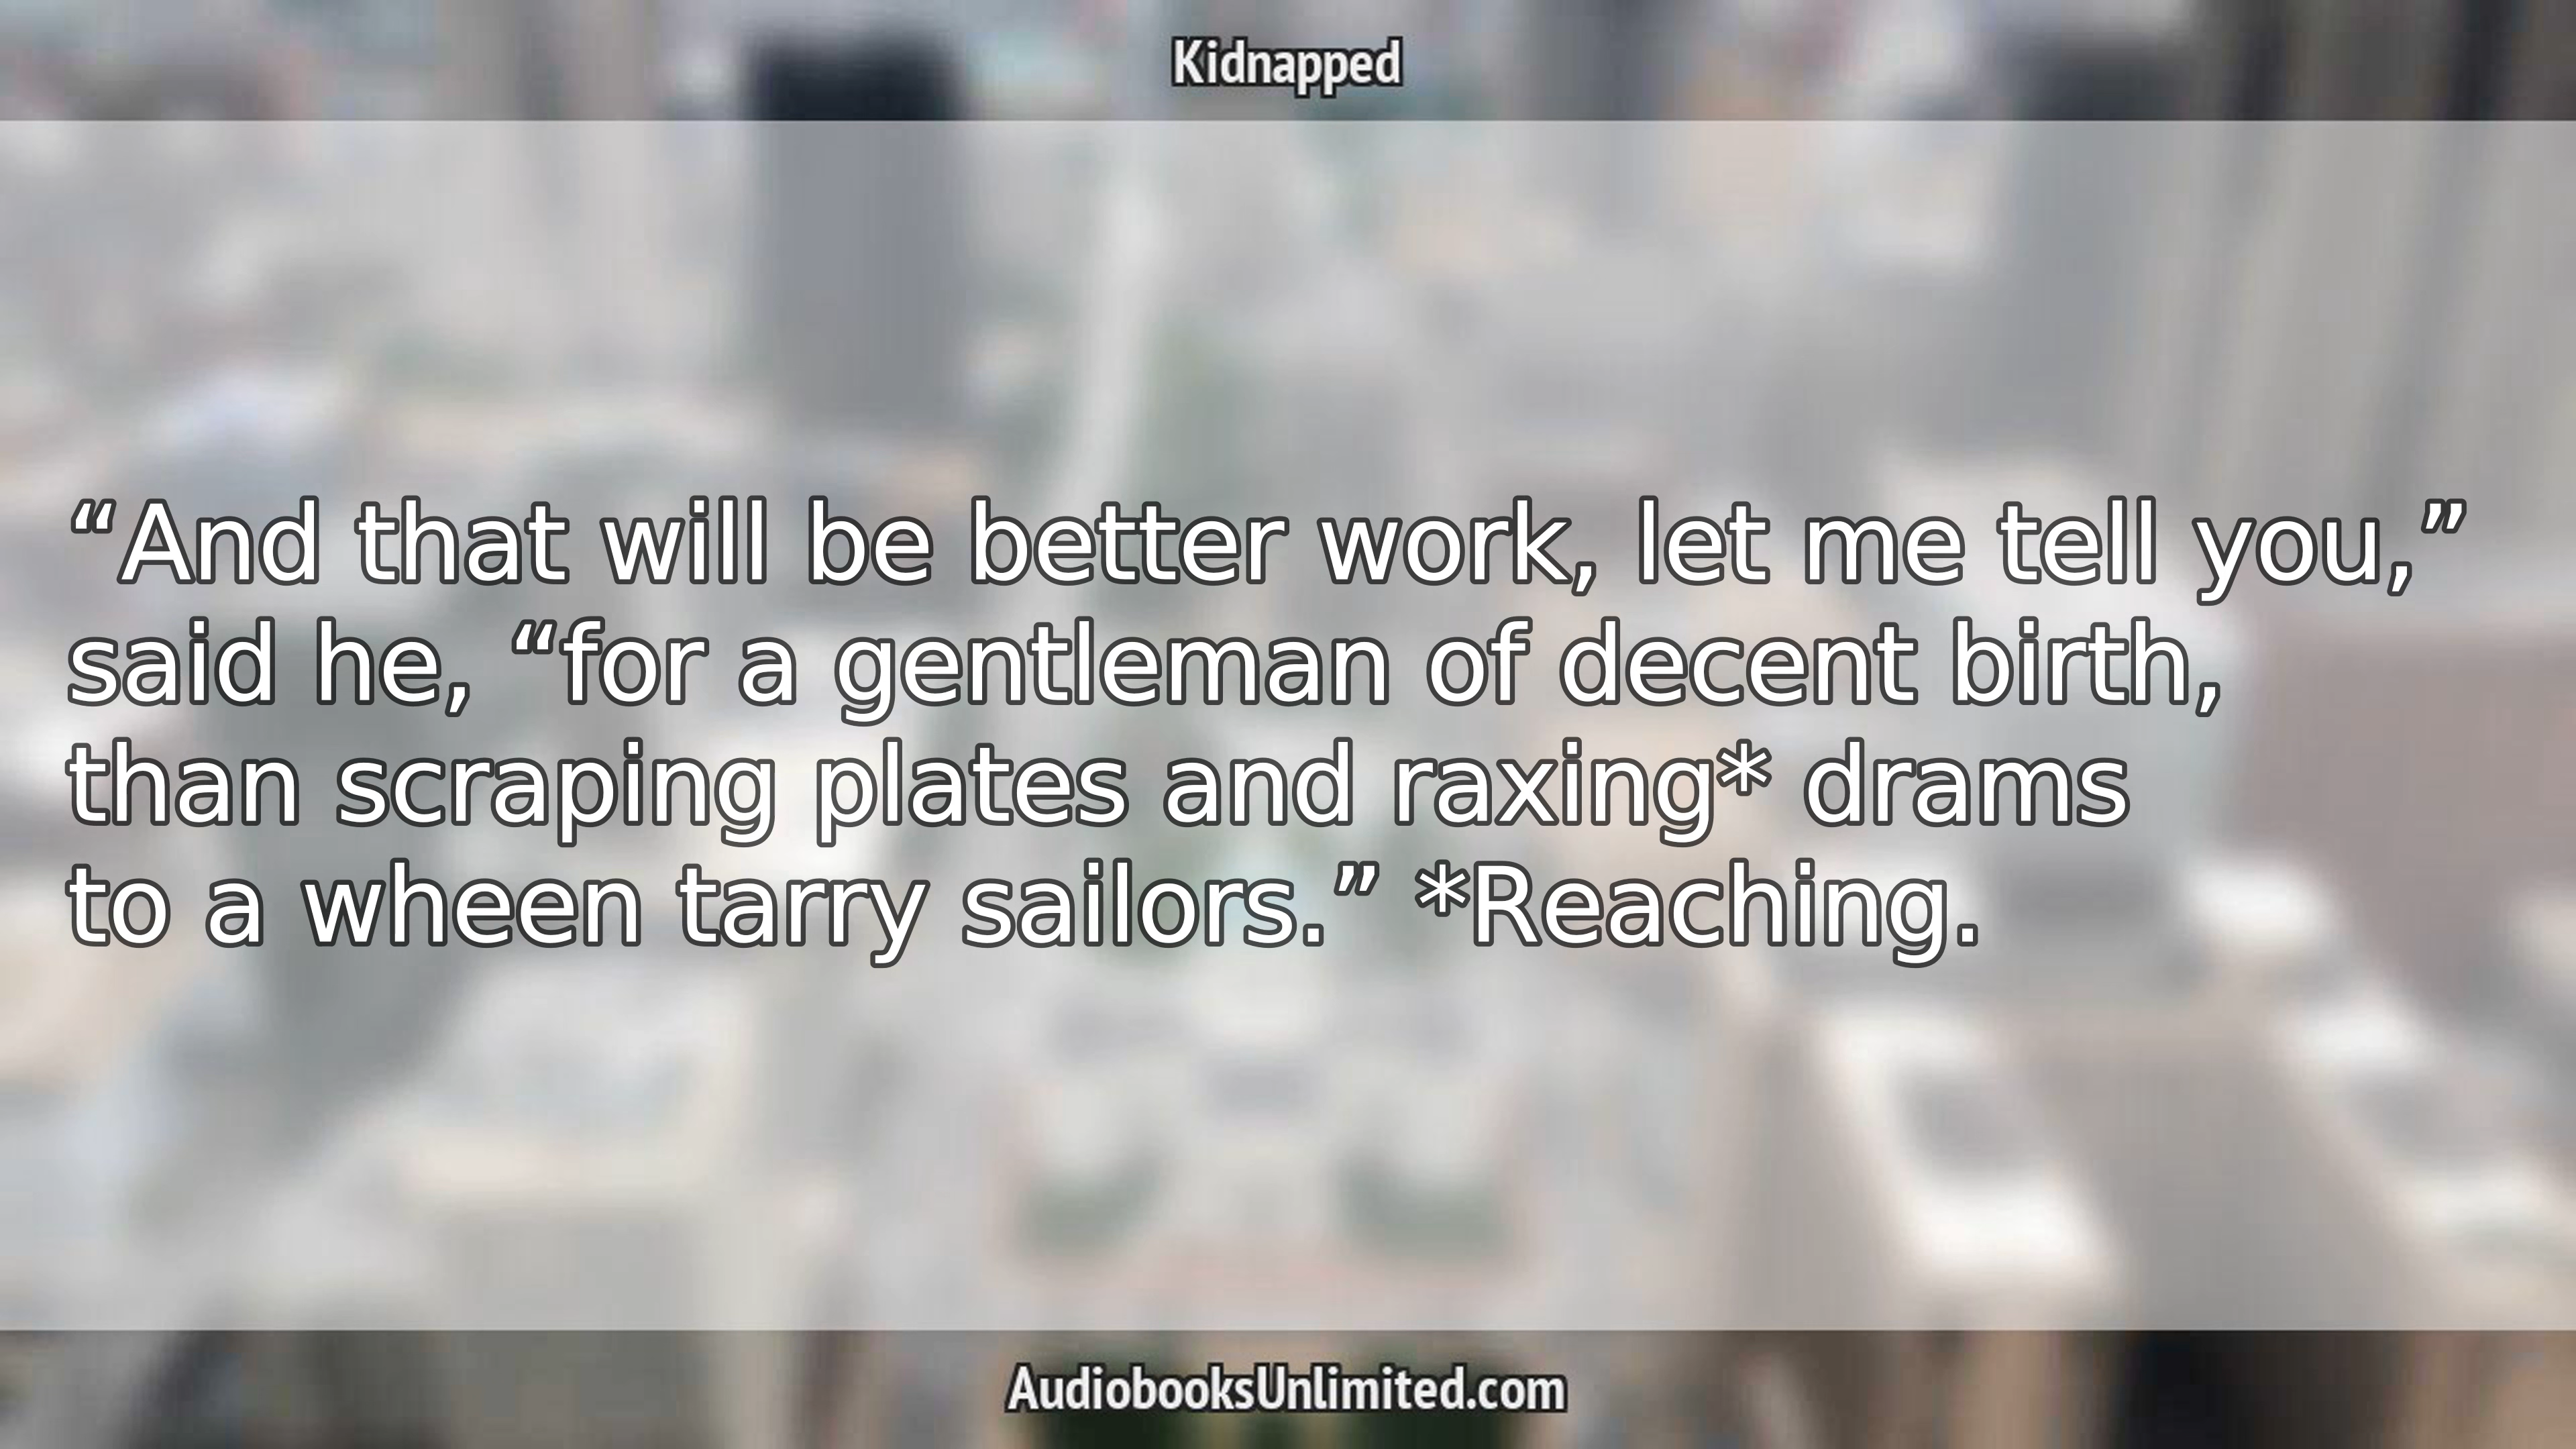 Kidnapped
“And that will be better work, let me tell you,”
said he, “for a gentleman of decent birth,
than scraping plates and raxing* drams
to a wheen tarry sailors.” *Reaching.
AudiobooksUnlimited.com